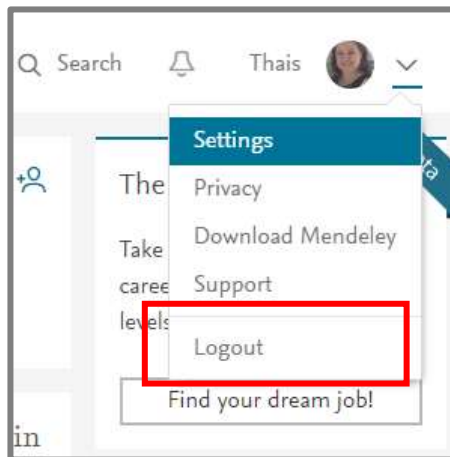 Search
Thais
Settings
Privacy
Download Mendeley
Support
Logout
The
Take
caree
levels
Find your dream job!
in